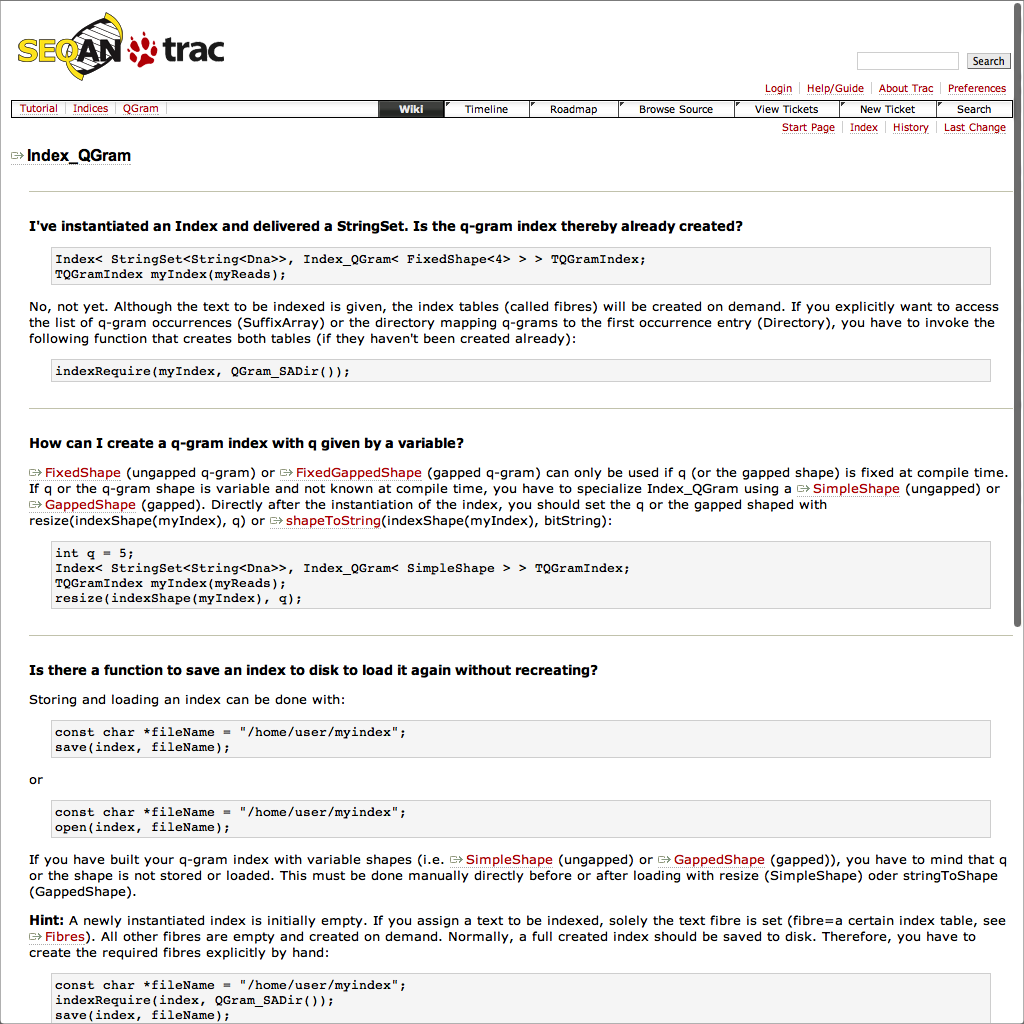 SEQAN trac
Search
Login Help/Guide About Trac Preferences
Tutorial Indices QGram Wiki Timeline Roadmap Browse Source View Tickets New Ticket Search
Start Page Index History Last Change
Index_QGram
I've instantiated an Index and delivered a StringSet. Is the q-gram index thereby already created?
Index< StringSet<String<Dna>>, Index_QGram< FixedShape<4> > > TQGramIndex;
TQGramIndex myIndex(myReads);
No, not yet. Although the text to be indexed is given, the index tables (called fibres) will be created on demand. If you explicitly want to access
the list of q-gram occurrences (SuffixArray) or the directory mapping q-grams to the first occurrence entry (Directory), you have to invoke the
following function that creates both tables (if they haven't been created already):
indexRequire(myIndex, QGram_SADir());
How can I create a q-gram index with q given by a variable?
FixedShape (ungapped q-gram) or FixedGappedShape (gapped q-gram) can only be used if q (or the gapped shape) is fixed at compile time.
If q or the q-gram shape is variable and not known at compile time, you have to specialize Index_QGram using a SimpleShape (ungapped) or
GappedShape (gapped). Directly after the instantiation of the index, you should set the q or the gapped shaped with
resize(indexShape(myIndex), q) or shapeToString(indexShape(myIndex), bitString):
int q = 5;
Index< StringSet<String<Dna>>, Index_QGram< SimpleShape > > TQGramIndex;
TQGramIndex myIndex(myReads);
resize(indexShape(myIndex), q);
Is there a function to save an index to disk to load it again without recreating?
Storing and loading an index can be done with:
const char *fileName = "/home/user/myindex";
save(index, fileName);
or
const char *fileName = "/home/user/myindex";
open(index, fileName);
If you have built your q-gram index with variable shapes (i.e. SimpleShape (ungapped) or GappedShape (gapped)), you have to mind that q
or the shape is not stored or loaded. This must be done manually directly before or after loading with resize (SimpleShape) oder stringToShape
(GappedShape).
Hint: A newly instantiated index is initially empty. If you assign a text to be indexed, solely the text fibre is set (fibre=a certain index table, see
Fibres). All other fibres are empty and created on demand. Normally, a full created index should be saved to disk. Therefore, you have to
create the required fibres explicitly by hand:
const char *fileName = "/home/user/myindex";
indexRequire(index, QGram_SADir());
save(index, fileName);